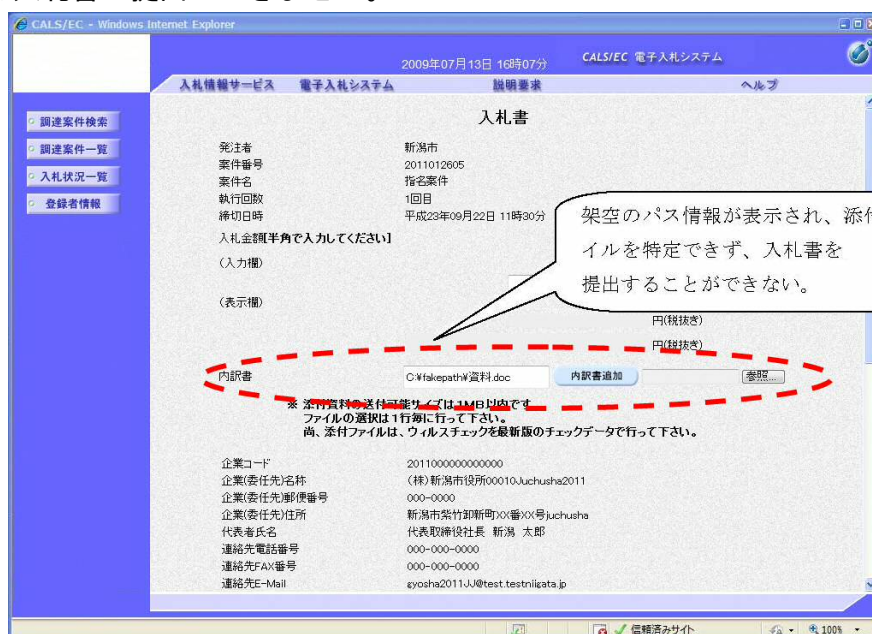 CALS/EC - Windows Internet Explorer
2009年07月13日 16時07分
CALS/EC 電子入札システム
入札情報サービス 電子入札システム 説明要求 ヘルプ
調達案件検索
調達案件一覧
入札状況一覧
登録者情報
入札書
発注者 新潟市
案件番号 2011012605
案件名 指名案件
執行回数 1回目
締切日時 平成23年09月22日 11時30分
入札金額[半角で入力してください]
(入力欄)
(表示欄)
円(税抜き)
円(税抜き)
架空のパス情報が表示され、添付
イルを特定できず、入札書を
提出することができない。
内訳書 C:¥fakepath¥資料.doc 内訳書追加 参照...
※ 添付資料の送付可能サイズは1MB以内です
ファイルの選択は1行毎に行って下さい。
尚、添付ファイルは、ウィルスチェックを最新版のチェックデータで行って下さい。
企業コード 2011000000000000
企業(委任先)名称 (株)新潟市役所00010Juchusha2011
企業(委任先)郵便番号 000-0000
企業(委任先)住所 新潟市紫竹卸新町XX番XX号juchusha
代表者氏名 代表取締役社長 新潟 太郎
連絡先電話番号 000-000-0000
連絡先FAX番号 000-000-0000
連絡先E-Mail gyosha2011JJ@test.testniigata.jp
信頼済みサイト 100%